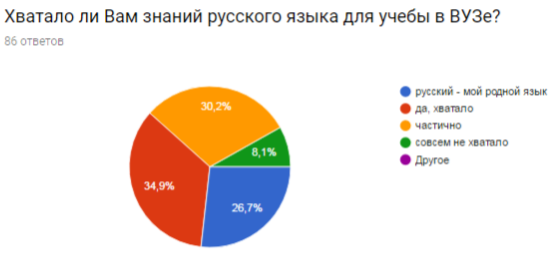 Хватало ли Вам знаний русского языка для учебы в ВУЗе?
86 ответов
30,2%
8,1%
34,9%
26,7%
русский - мой родной язык
да, хватало
частично
совсем не хватало
Другое